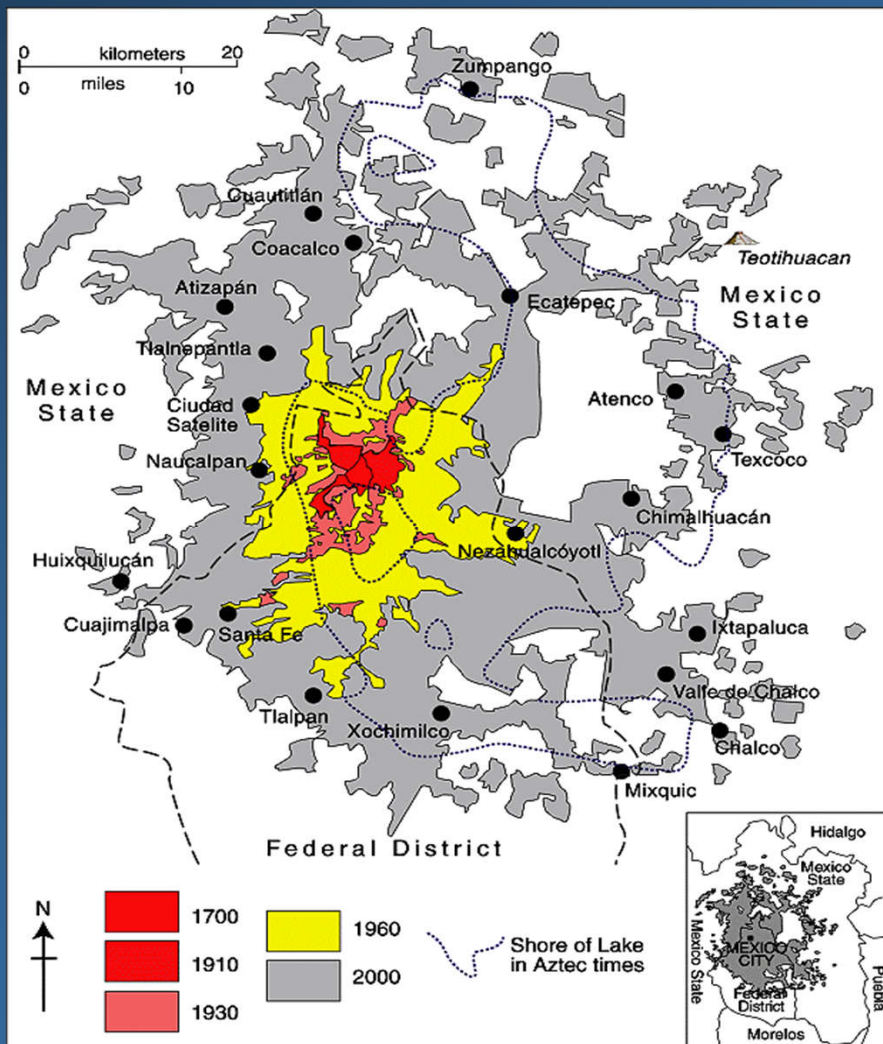 0 kilometers 20
0 miles 10
Zumpango
Cuautitlán
Coacalco
Teotihuacan
Atizapán
Ecatepec
Mexico
State
Tlalnepantla
Mexico
State
Atenco
Ciudad
Satelite
Texcoco
Naucalpan
Chimalhuacán
Nezahualcóyotl
Huixquilucán
Cuajimalpa
Santa Fe
Ixtapaluca
Valle de Chalco
Tlalpan
Xochimilco
Chalco
Mixquic
Federal District
N
1700
1910
1930
1960
2000
Shore of Lake
in Aztec times
Hidalgo
Mexico
State
Mexico State
MEXICO
CITY
Puebla
Federal
District
Morelos